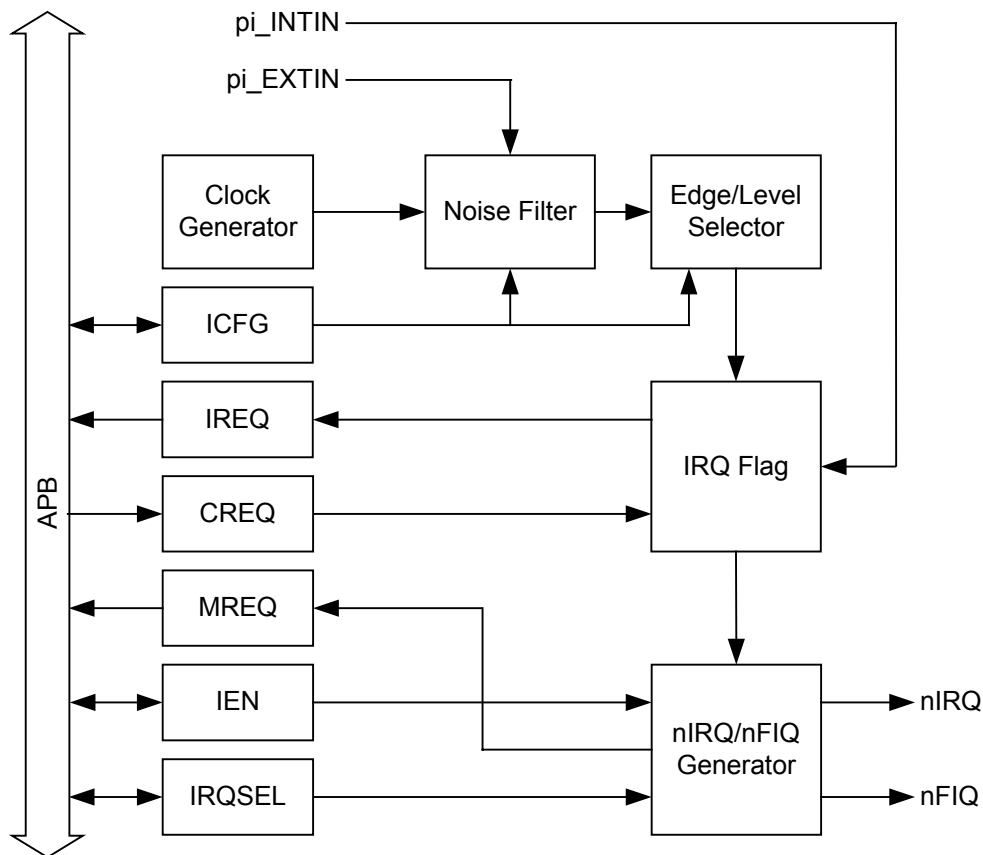 pi_INTIN
pi_EXTIN
Clock
Generator
Noise Filter
Edge/Level
Selector
ICFG
IREQ
IRQ Flag
APB
CREQ
MREQ
IEN
nIRQ/nFIQ
Generator
nIRQ
IRQSEL
nFIQ